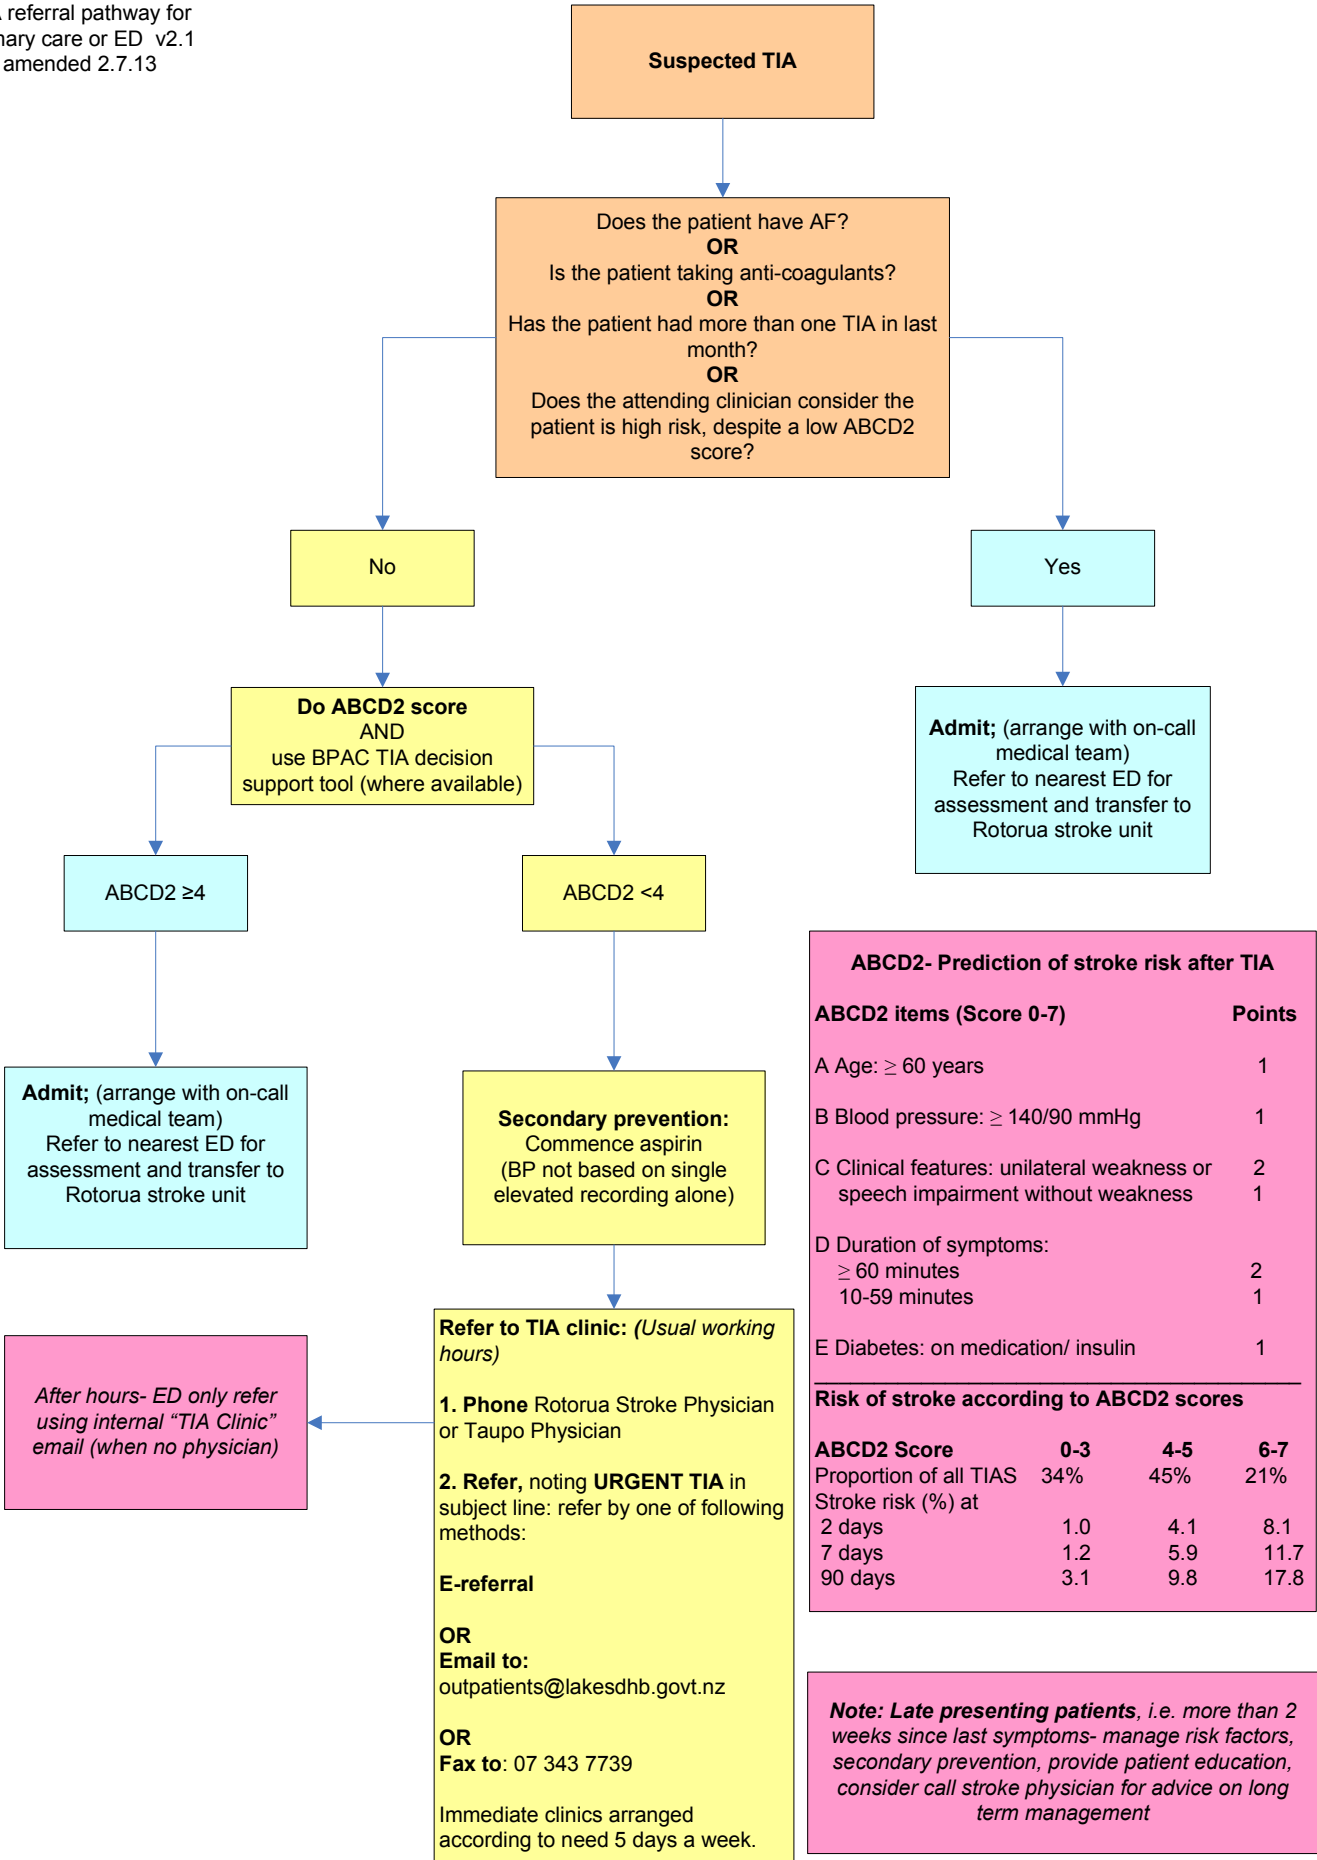 referral pathway for
nary care or ED v2.1
amended 2.7.13
Suspected TIA
Does the patient have AF?
OR
Is the patient taking anti-coagulants?
OR
Has the patient had more than one TIA in last
month?
OR
Does the attending clinician consider the
patient is high risk, despite a low ABCD2
score?
No
Yes
Do ABCD2 score
AND
use BPAC TIA decision
support tool (where available)
Admit; (arrange with on-call
medical team)
Refer to nearest ED for
assessment and transfer to
Rotorua stroke unit
ABCD2 ≥4
ABCD2 <4
Admit; (arrange with on-call
medical team)
Refer to nearest ED for
assessment and transfer to
Rotorua stroke unit
Secondary prevention:
Commence aspirin
(BP not based on single
elevated recording alone)
After hours- ED only refer
using internal “TIA Clinic”
email (when no physician)
Refer to TIA clinic: (Usual working
hours)
1. Phone Rotorua Stroke Physician
or Taupo Physician
2. Refer, noting URGENT TIA in
subject line: refer by one of following
methods:
E-referral
OR
Email to:
outpatients@lakesdhb.govt.nz
OR
Fax to: 07 343 7739
Immediate clinics arranged
according to need 5 days a week.
ABCD2- Prediction of stroke risk after TIA
ABCD2 items (Score 0-7) Points
A Age: ≥ 60 years 1
B Blood pressure: ≥ 140/90 mmHg 1
C Clinical features: unilateral weakness or 2
speech impairment without weakness 1
D Duration of symptoms:
≥ 60 minutes 2
10-59 minutes 1
E Diabetes: on medication/ insulin 1
Risk of stroke according to ABCD2 scores
ABCD2 Score 0-3 4-5 6-7
Proportion of all TIAS 34% 45% 21%
Stroke risk (%) at
2 days 1.0 4.1 8.1
7 days 1.2 5.9 11.7
90 days 3.1 9.8 17.8
Note: Late presenting patients, i.e. more than 2
weeks since last symptoms- manage risk factors,
secondary prevention, provide patient education,
consider call stroke physician for advice on long
term management